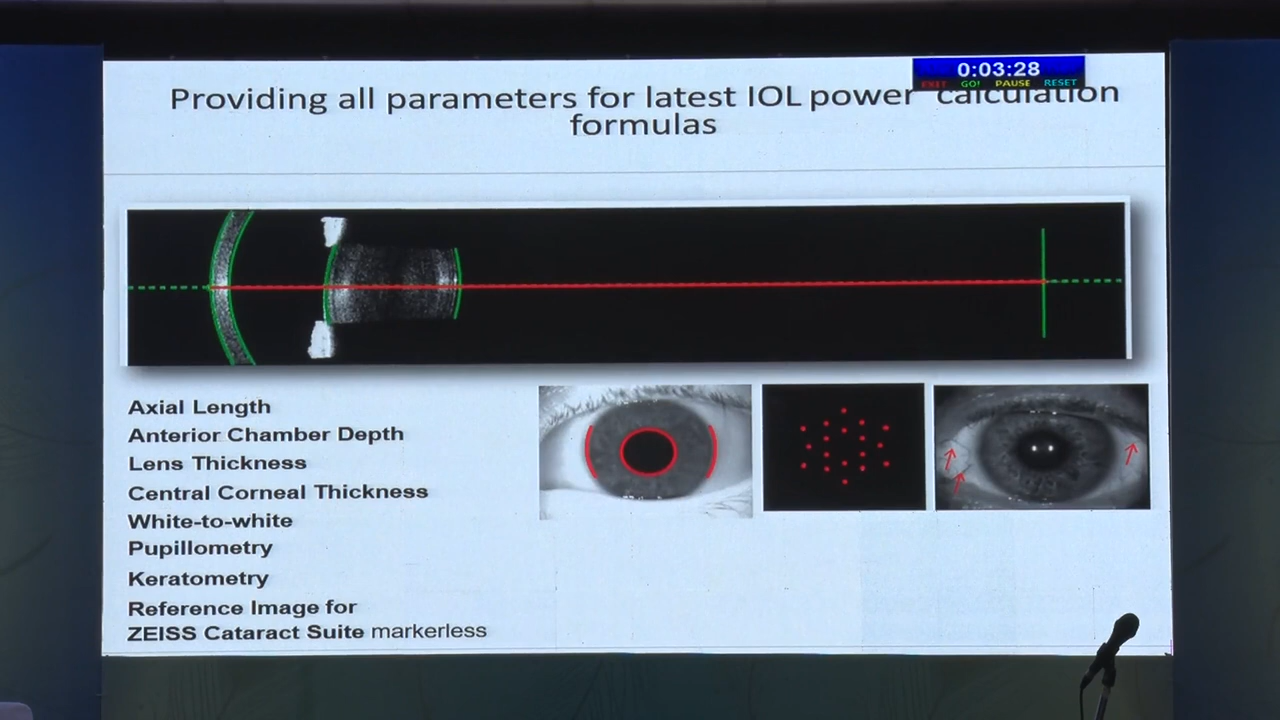 0:03:28
EXIT GO! PAUSE RESET
Providing all parameters for latest IOL power calculation
formulas
Axial Length
Anterior Chamber Depth
Lens Thickness
Central Corneal Thickness
White-to-white
Pupillometry
Keratometry
Reference Image for
ZEISS Cataract Suite markerless